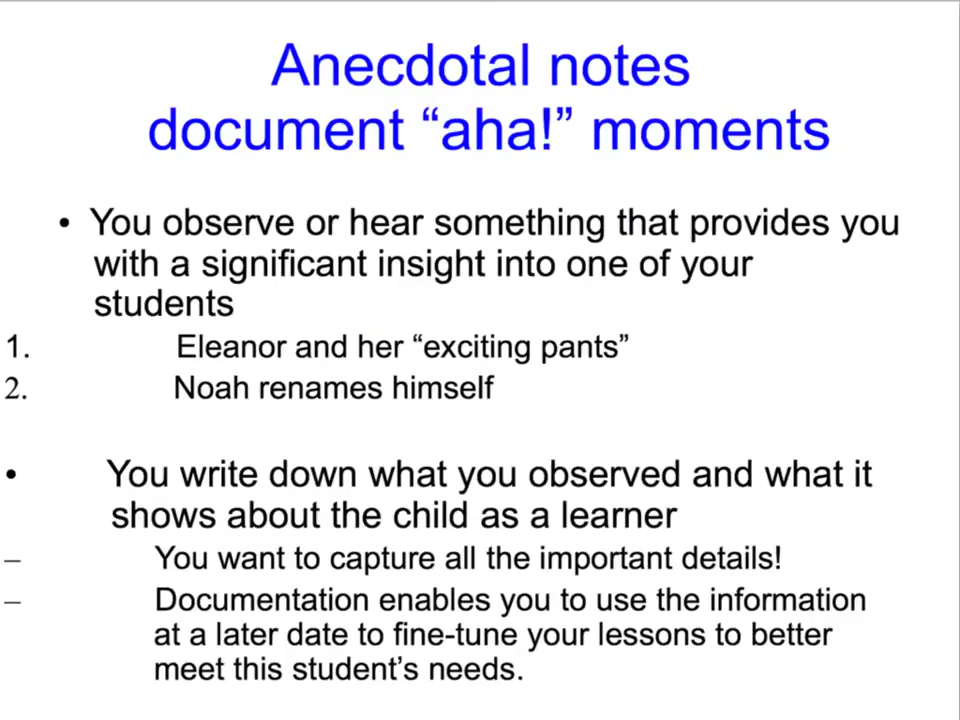 Anecdotal notes
document “aha!” moments
• You observe or hear something that provides you
with a significant insight into one of your
students
1. Eleanor and her “exciting pants”
2. Noah renames himself
• You write down what you observed and what it
shows about the child as a learner
– You want to capture all the important details!
– Documentation enables you to use the information
at a later date to fine-tune your lessons to better
meet this student’s needs.